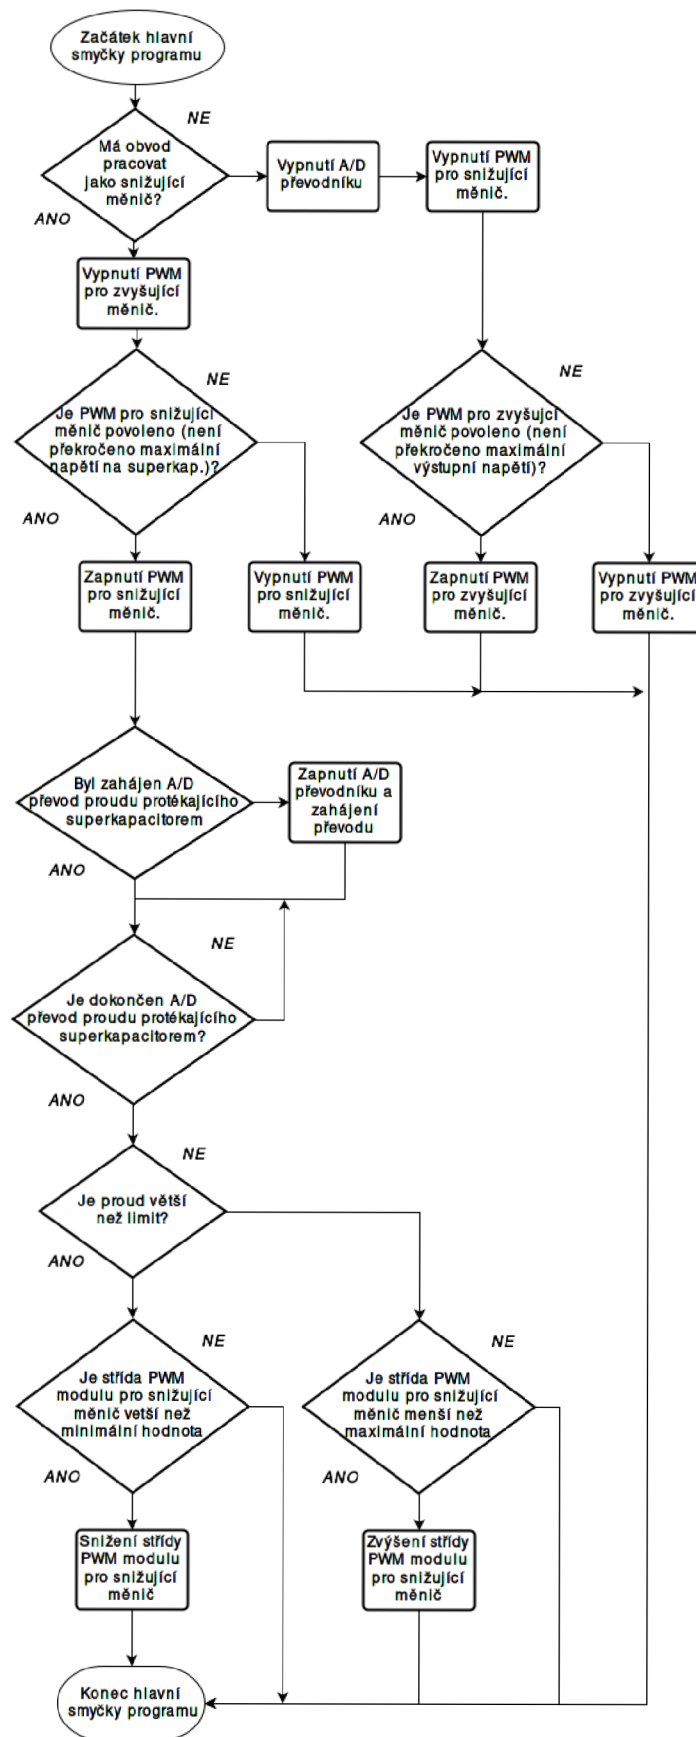 Začátek hlavní
smyčky programu
NE
Má obvod
pracovat
jako snižující
měnič?
ANO
Vypnutí A/D
převodníku
Vypnutí PWM
pro snižující
měnič.
Vypnutí PWM
pro zvyšující
měnič.
NE
Je PWM pro snižující
měnič povoleno (není
překročeno maximální
napětí na superkap.)?
ANO
NE
Je PWM pro zvyšujcí
měnič povoleno (není
překročeno maximální
výstupní napětí)?
ANO
Zapnutí PWM
pro snižující
měnič.
Vypnutí PWM
pro snižující
měnič.
Zapnutí PWM
pro zvyšující
měnič.
Vypnutí PWM
pro zvyšující
měnič.
Byl zahájen A/D
převod proudu protékajícího
superkapacitorem
ANO
Zapnutí A/D
převodníku a
zahájení
převodu
NE
Je dokončen A/D
převod proudu protékajícího
superkapacitorem?
ANO
NE
Je proud větší
než limit?
ANO
NE
Je střída PWM
modulu pro snižující
měnič vetší než
minimální hodnota
ANO
NE
Je střída PWM
modulu pro snižující
měnič menší než
maximální hodnota
ANO
Snížení střídy
PWM modulu
pro snižující
měnič
Zvýšení střídy
PWM modulu
pro snižující
měnič
Konec hlavní
smyčky programu